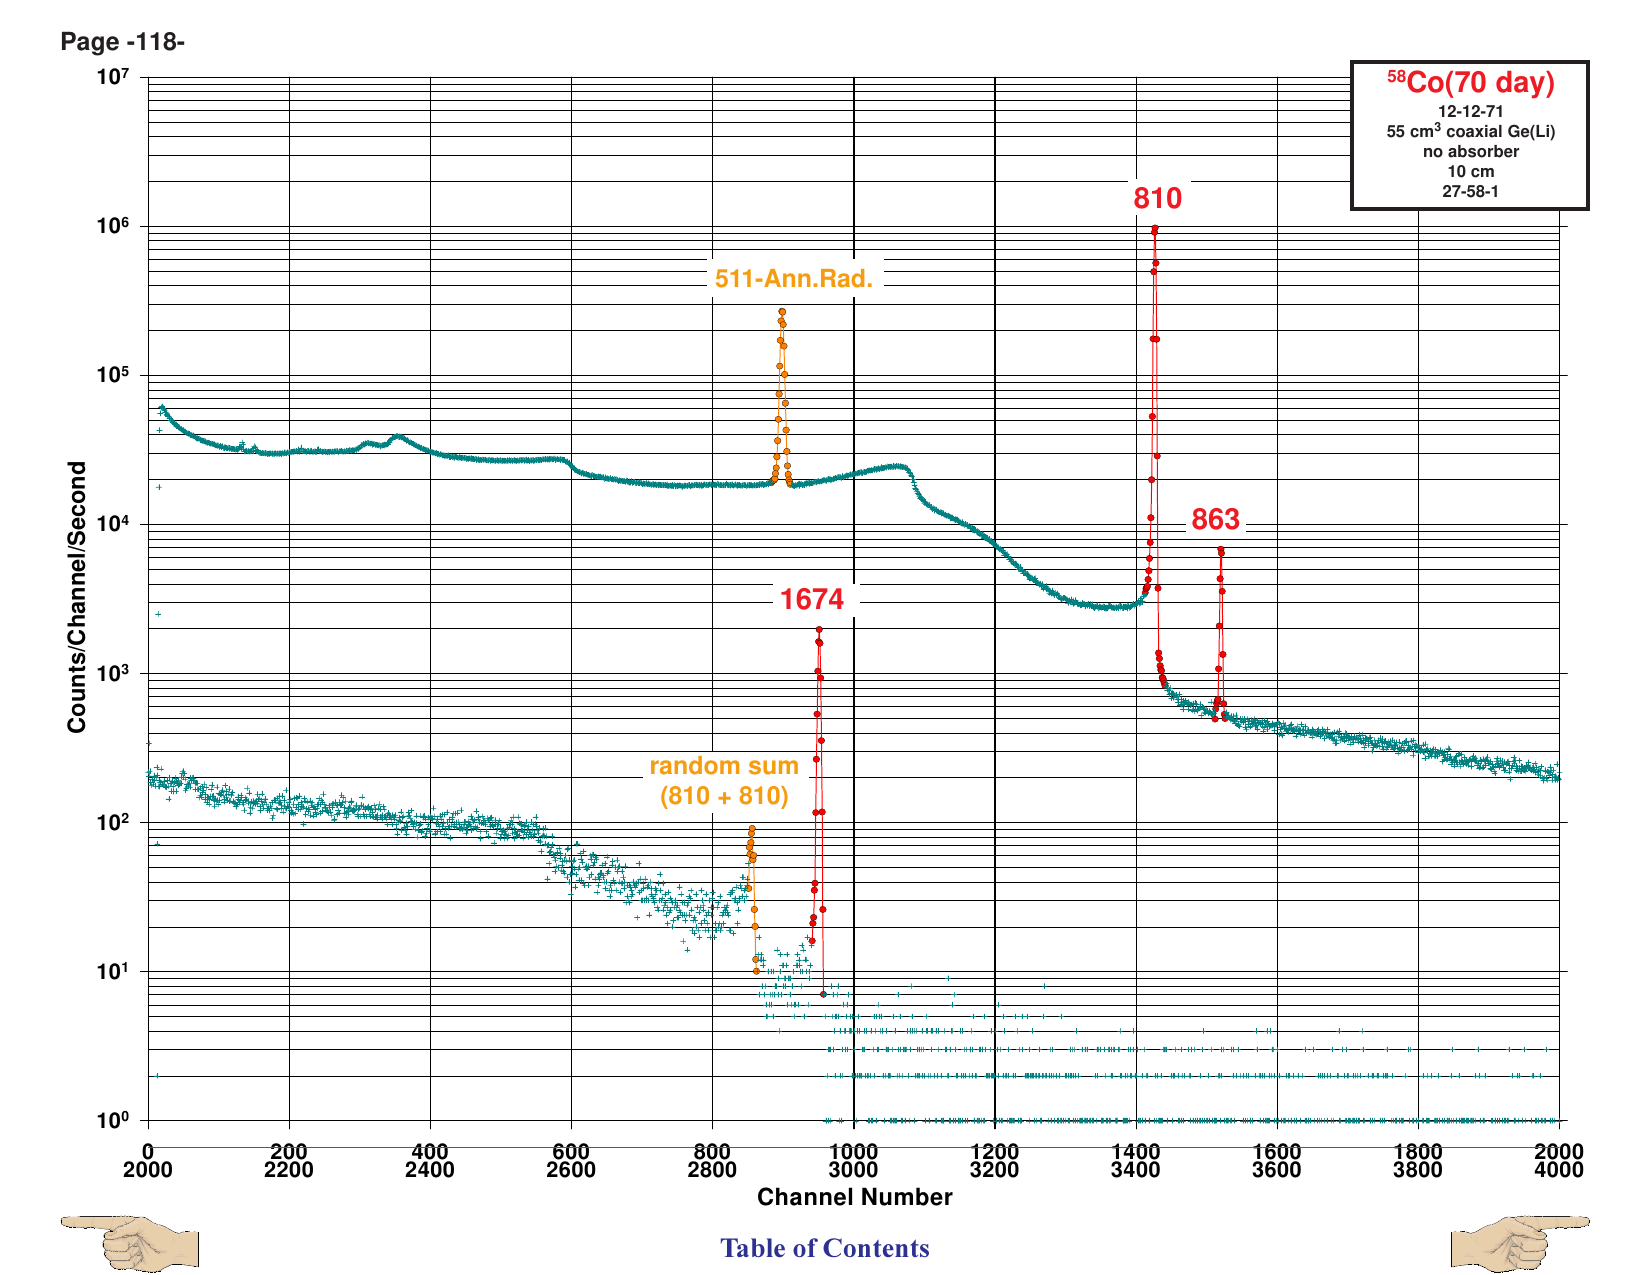 Page -118-
10⁷
10⁶
10⁵
10⁴
10³
10²
10¹
10⁰
Counts/Channel/Second
⁵⁸Co(70 day)
12-12-71
55 cm³ coaxial Ge(Li)
no absorber
10 cm
27-58-1
810
511-Ann.Rad.
863
1674
random sum
(810 + 810)
0 200 400 600 800 1000 1200 1400 1600 1800 2000
2000 2200 2400 2600 2800 3000 3200 3400 3600 3800 4000
Channel Number
Table of Contents